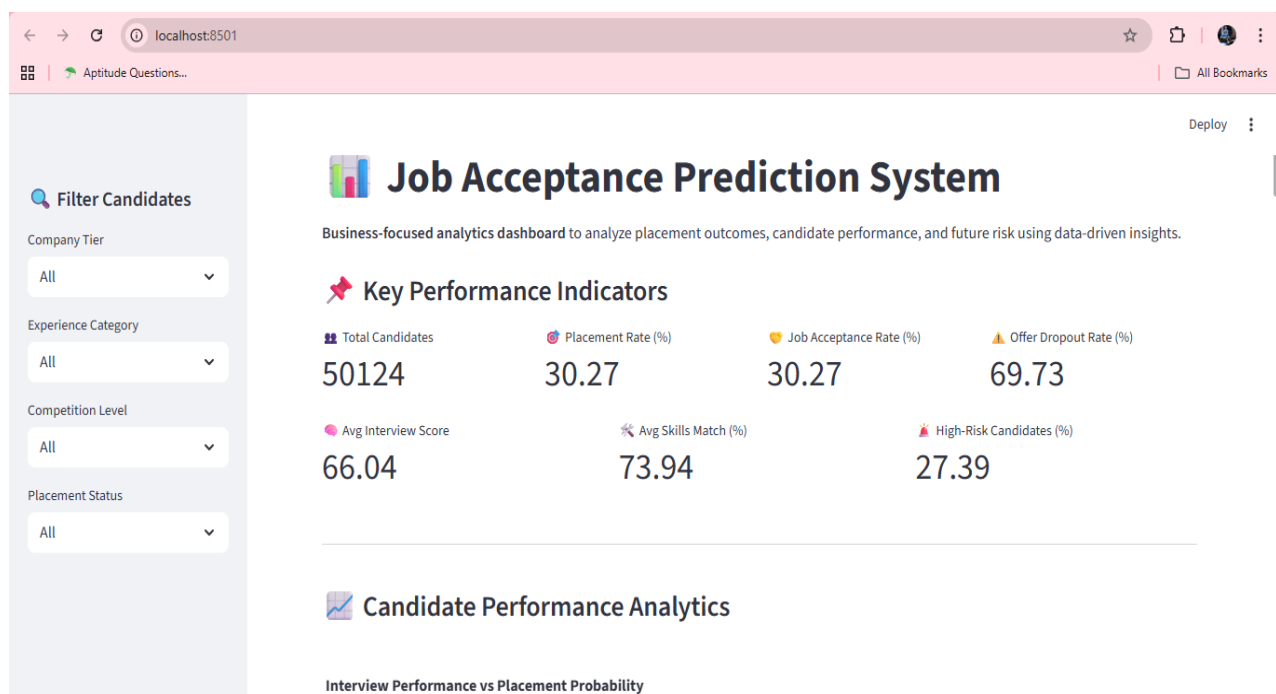 localhost:8501
Aptitude Questions...
All Bookmarks
Deploy
Filter Candidates
Company Tier
All
Experience Category
All
Competition Level
All
Placement Status
All
Job Acceptance Prediction System
Business-focused analytics dashboard to analyze placement outcomes, candidate performance, and future risk using data-driven insights.
Key Performance Indicators
Total Candidates
50124
Placement Rate (%)
30.27
Job Acceptance Rate (%)
30.27
Offer Dropout Rate (%)
69.73
Avg Interview Score
66.04
Avg Skills Match (%)
73.94
High-Risk Candidates (%)
27.39
Candidate Performance Analytics
Interview Performance vs Placement Probability